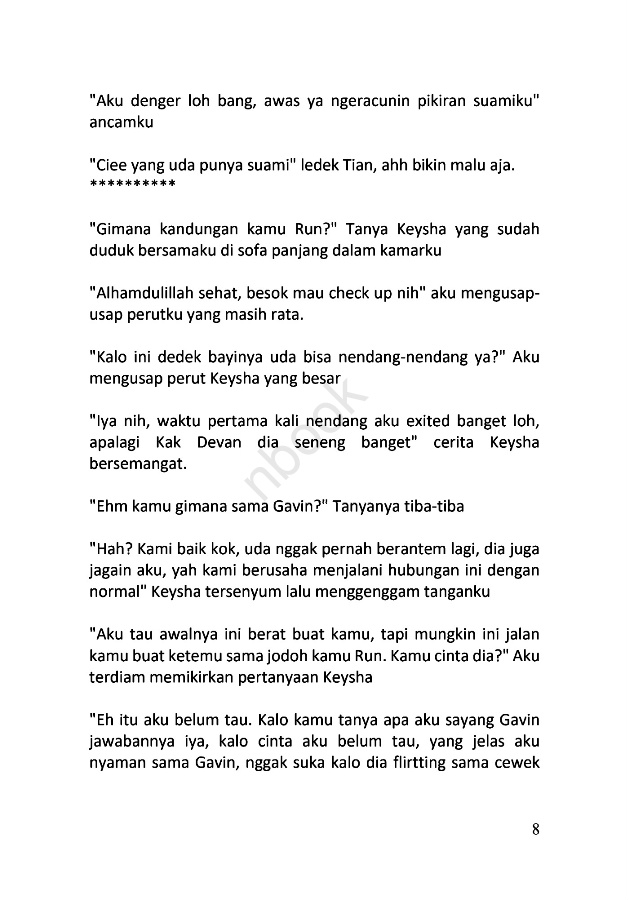 "Aku denger loh bang, awas ya ngeracunin pikiran suamiku"
ancamku
"Ciee yang uda punya suami" ledek Tian, ahh bikin malu aja.
**********
"Gimana kandungan kamu Run?" Tanya Keysha yang sudah
duduk bersamaku di sofa panjang dalam kamarku
"Alhamdulillah sehat, besok mau check up nih" aku mengusap-
usap perutku yang masih rata.
"Kalo ini dedek bayinya uda bisa nendang-nendang ya?" Aku
mengusap perut Keysha yang besar
"Iya nih, waktu pertama kali nendang aku exited banget loh,
apalagi Kak Devan dia seneng banget" cerita Keysha
bersemangat.
"Ehm kamu gimana sama Gavin?" Tanyanya tiba-tiba
"Hah? Kami baik kok, uda nggak pernah berantem lagi, dia juga
jagain aku, yah kami berusaha menjalani hubungan ini dengan
normal" Keysha tersenyum lalu menggenggam tanganku
"Aku tau awalnya ini berat buat kamu, tapi mungkin ini jalan
kamu buat ketemu sama jodoh kamu Run. Kamu cinta dia?" Aku
terdiam memikirkan pertanyaan Keysha
"Eh itu aku belum tau. Kalo kamu tanya apa aku sayang Gavin
jawabannya iya, kalo cinta aku belum tau, yang jelas aku
nyaman sama Gavin, nggak suka kalo dia flirtting sama cewek
8
nbook